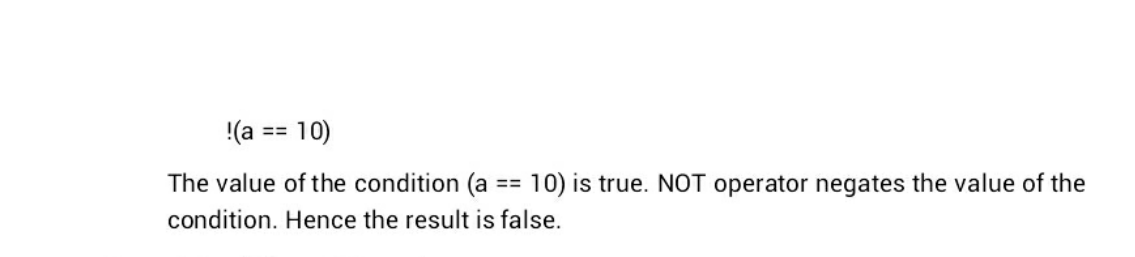 !(a == 10)
The value of the condition (a == 10) is true. NOT operator negates the value of the
condition. Hence the result is false.